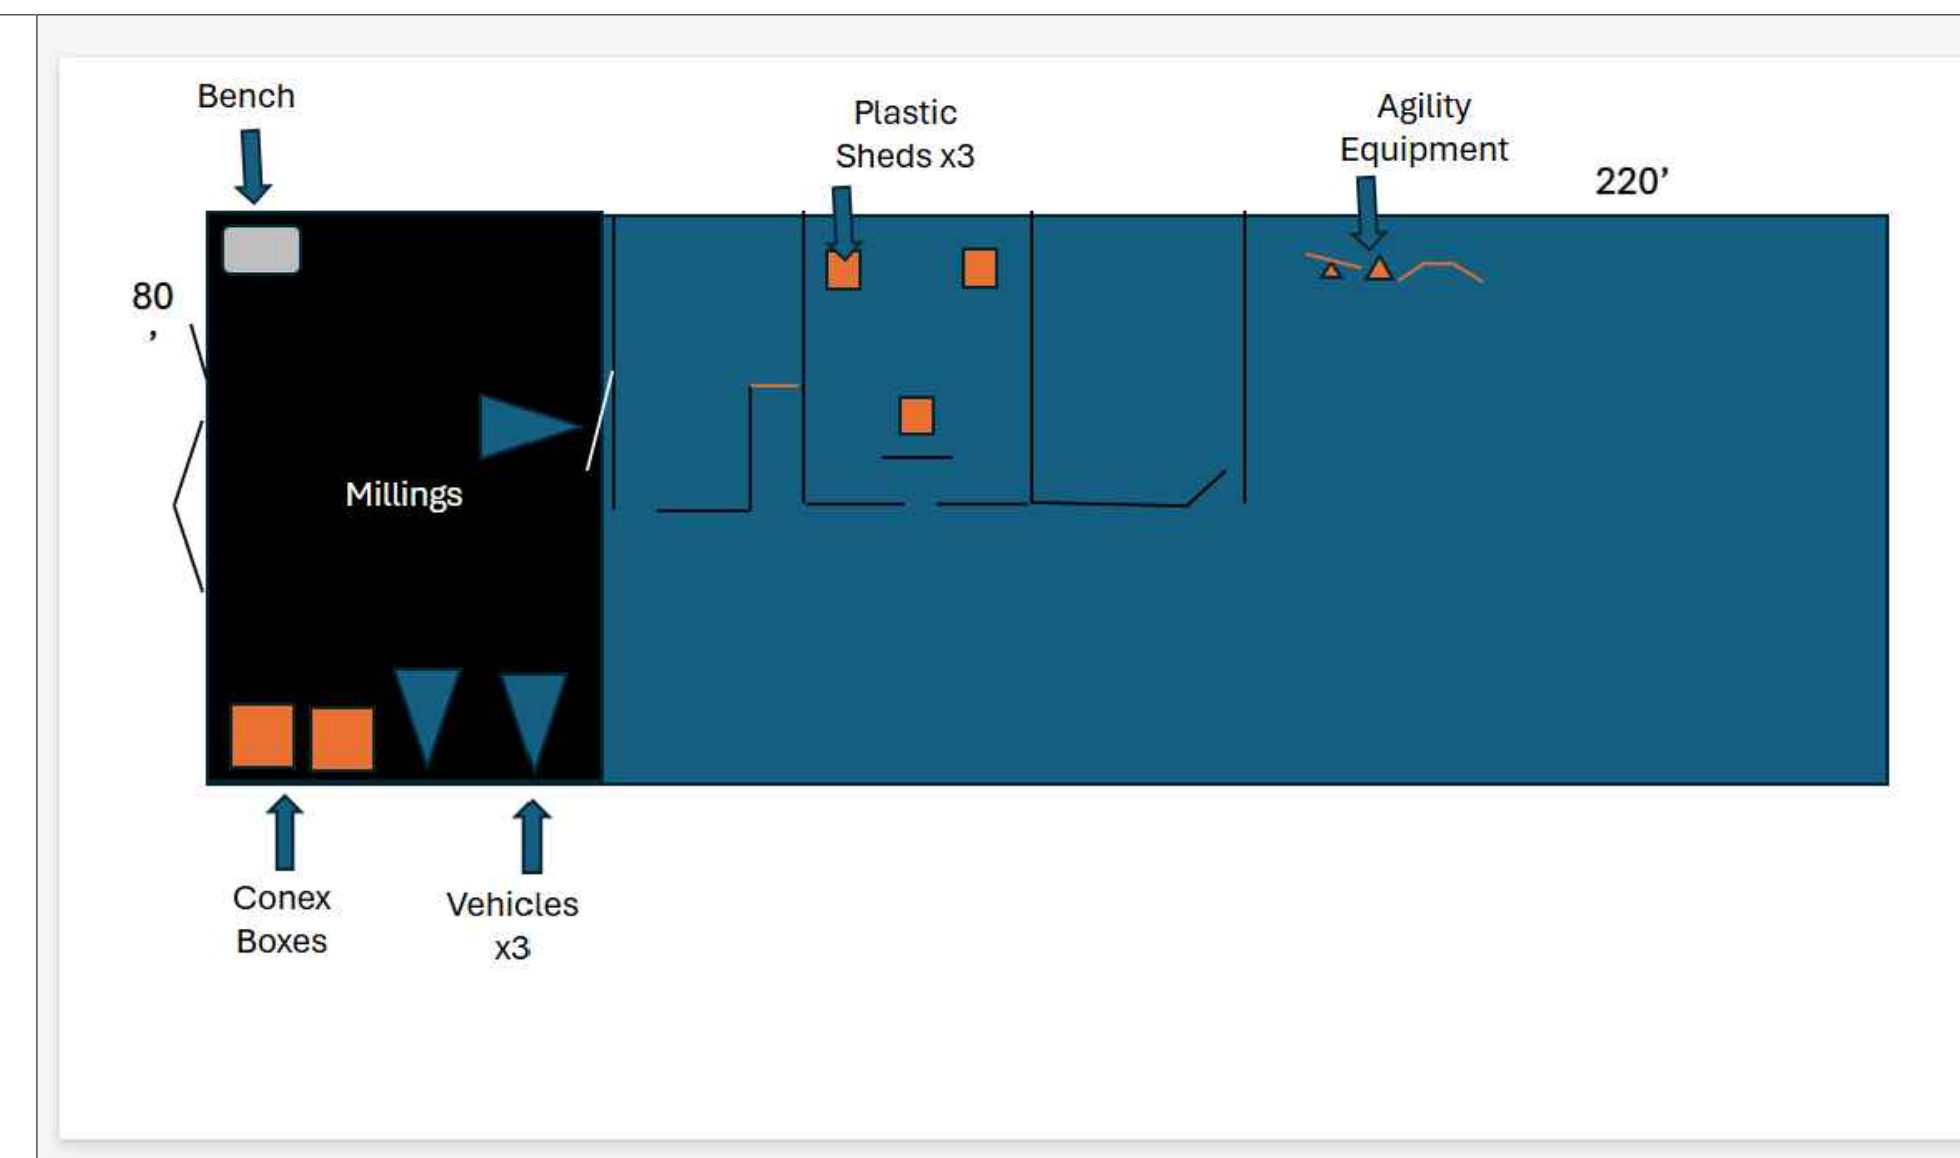 Bench
Plastic
Sheds x3
Agility
Equipment
220’
80
’
Millings
Conex
Boxes
Vehicles
x3